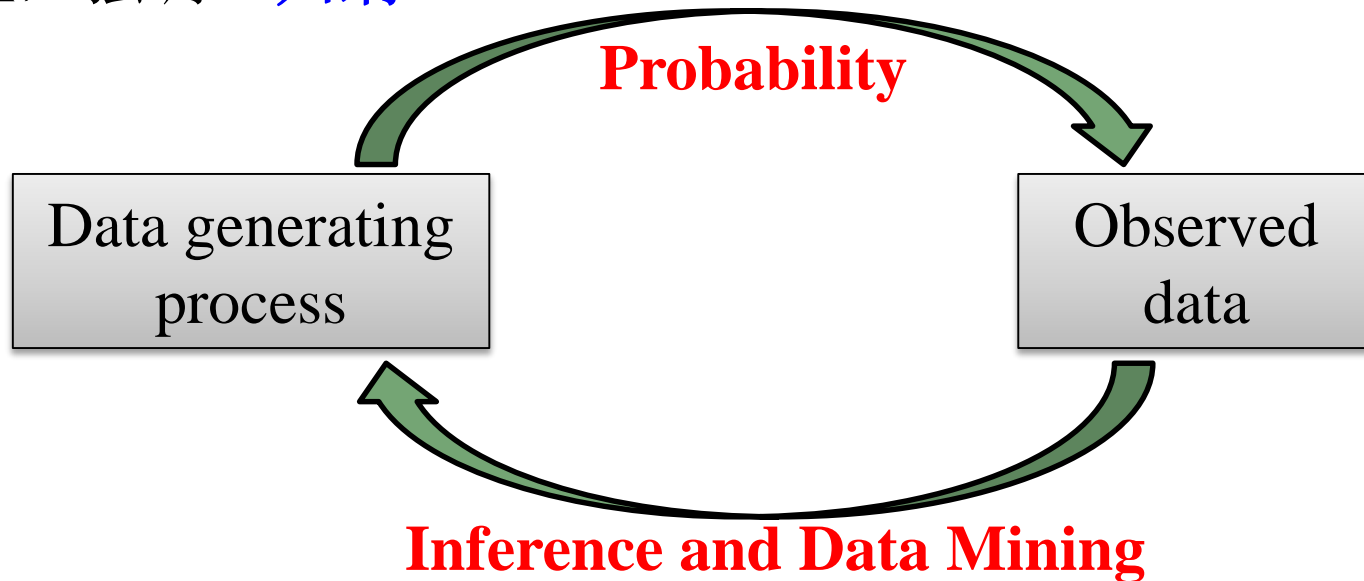 Probability
Data generating
process
Observed
data
Inference and Data Mining